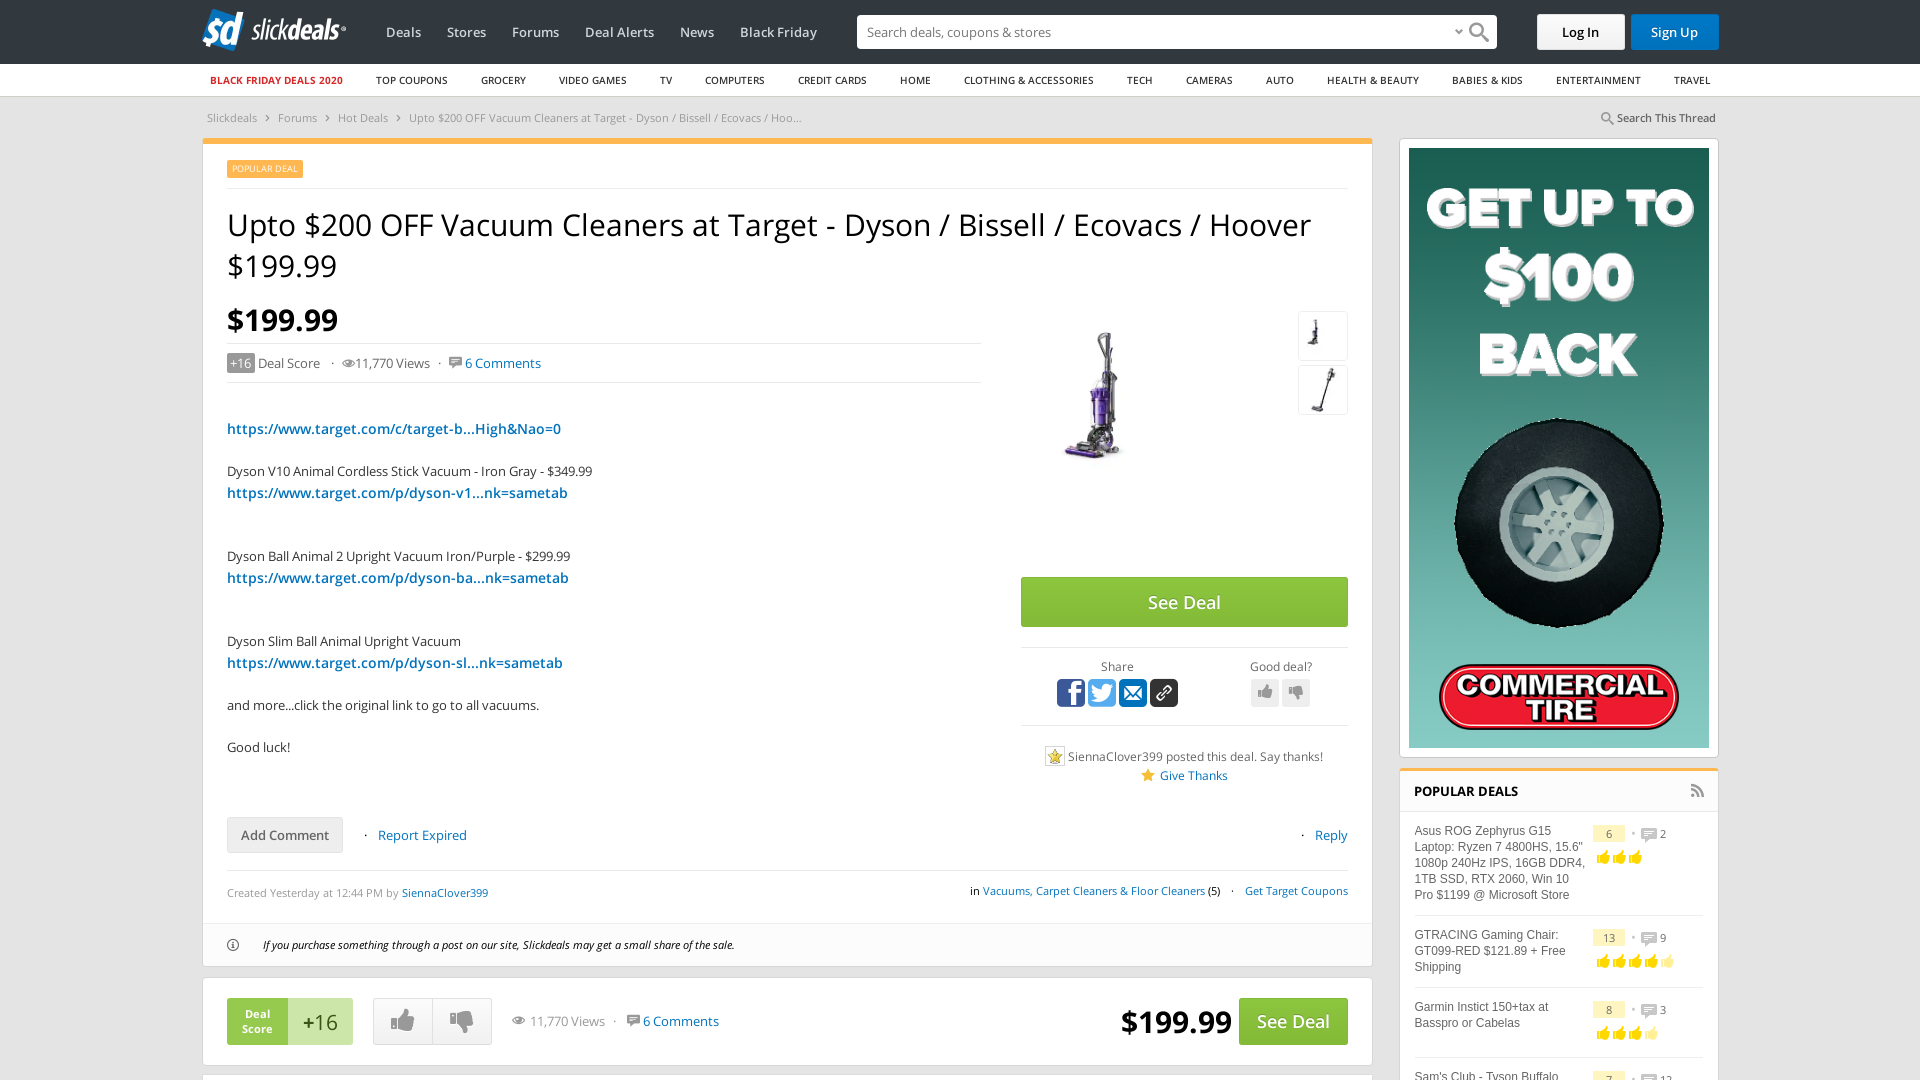 sd slickdeals
Deals
Stores
Forums
Deal Alerts
News
Black Friday
Search deals, coupons & stores
Log In
Sign Up
BLACK FRIDAY DEALS 2020
TOP COUPONS
GROCERY
VIDEO GAMES
TV
COMPUTERS
CREDIT CARDS
HOME
CLOTHING & ACCESSORIES
TECH
CAMERAS
AUTO
HEALTH & BEAUTY
BABIES & KIDS
ENTERTAINMENT
TRAVEL
Slickdeals › Forums › Hot Deals › Upto $200 OFF Vacuum Cleaners at Target - Dyson / Bissell / Ecovacs / Hoo...
Search This Thread
POPULAR DEAL
Upto $200 OFF Vacuum Cleaners at Target - Dyson / Bissell / Ecovacs / Hoover
$199.99
$199.99
+16 Deal Score · 11,770 Views · 6 Comments
https://www.target.com/c/target-b...High&Nao=0
Dyson V10 Animal Cordless Stick Vacuum - Iron Gray - $349.99
https://www.target.com/p/dyson-v1...nk=sametab
Dyson Ball Animal 2 Upright Vacuum Iron/Purple - $299.99
https://www.target.com/p/dyson-ba...nk=sametab
Dyson Slim Ball Animal Upright Vacuum
https://www.target.com/p/dyson-sl...nk=sametab
and more...click the original link to go to all vacuums.
Good luck!
See Deal
Share
Good deal?
SiennaClover399 posted this deal. Say thanks!
Give Thanks
Add Comment · Report Expired
· Reply
Created Yesterday at 12:44 PM by SiennaClover399
in Vacuums, Carpet Cleaners & Floor Cleaners (5) · Get Target Coupons
If you purchase something through a post on our site, Slickdeals may get a small share of the sale.
Deal
Score
+16
11,770 Views · 6 Comments
$199.99
See Deal
GET UP TO
$100
BACK
COMMERCIAL
TIRE
POPULAR DEALS
Asus ROG Zephyrus G15
Laptop: Ryzen 7 4800HS, 15.6"
1080p 240Hz IPS, 16GB DDR4,
1TB SSD, RTX 2060, Win 10
Pro $1199 @ Microsoft Store
6 • 2
GTRACING Gaming Chair:
GT099-RED $121.89 + Free
Shipping
13 • 9
Garmin Instict 150+tax at
Basspro or Cabelas
8 • 3
Sam's Club - Tyson Buffalo
7 • 12